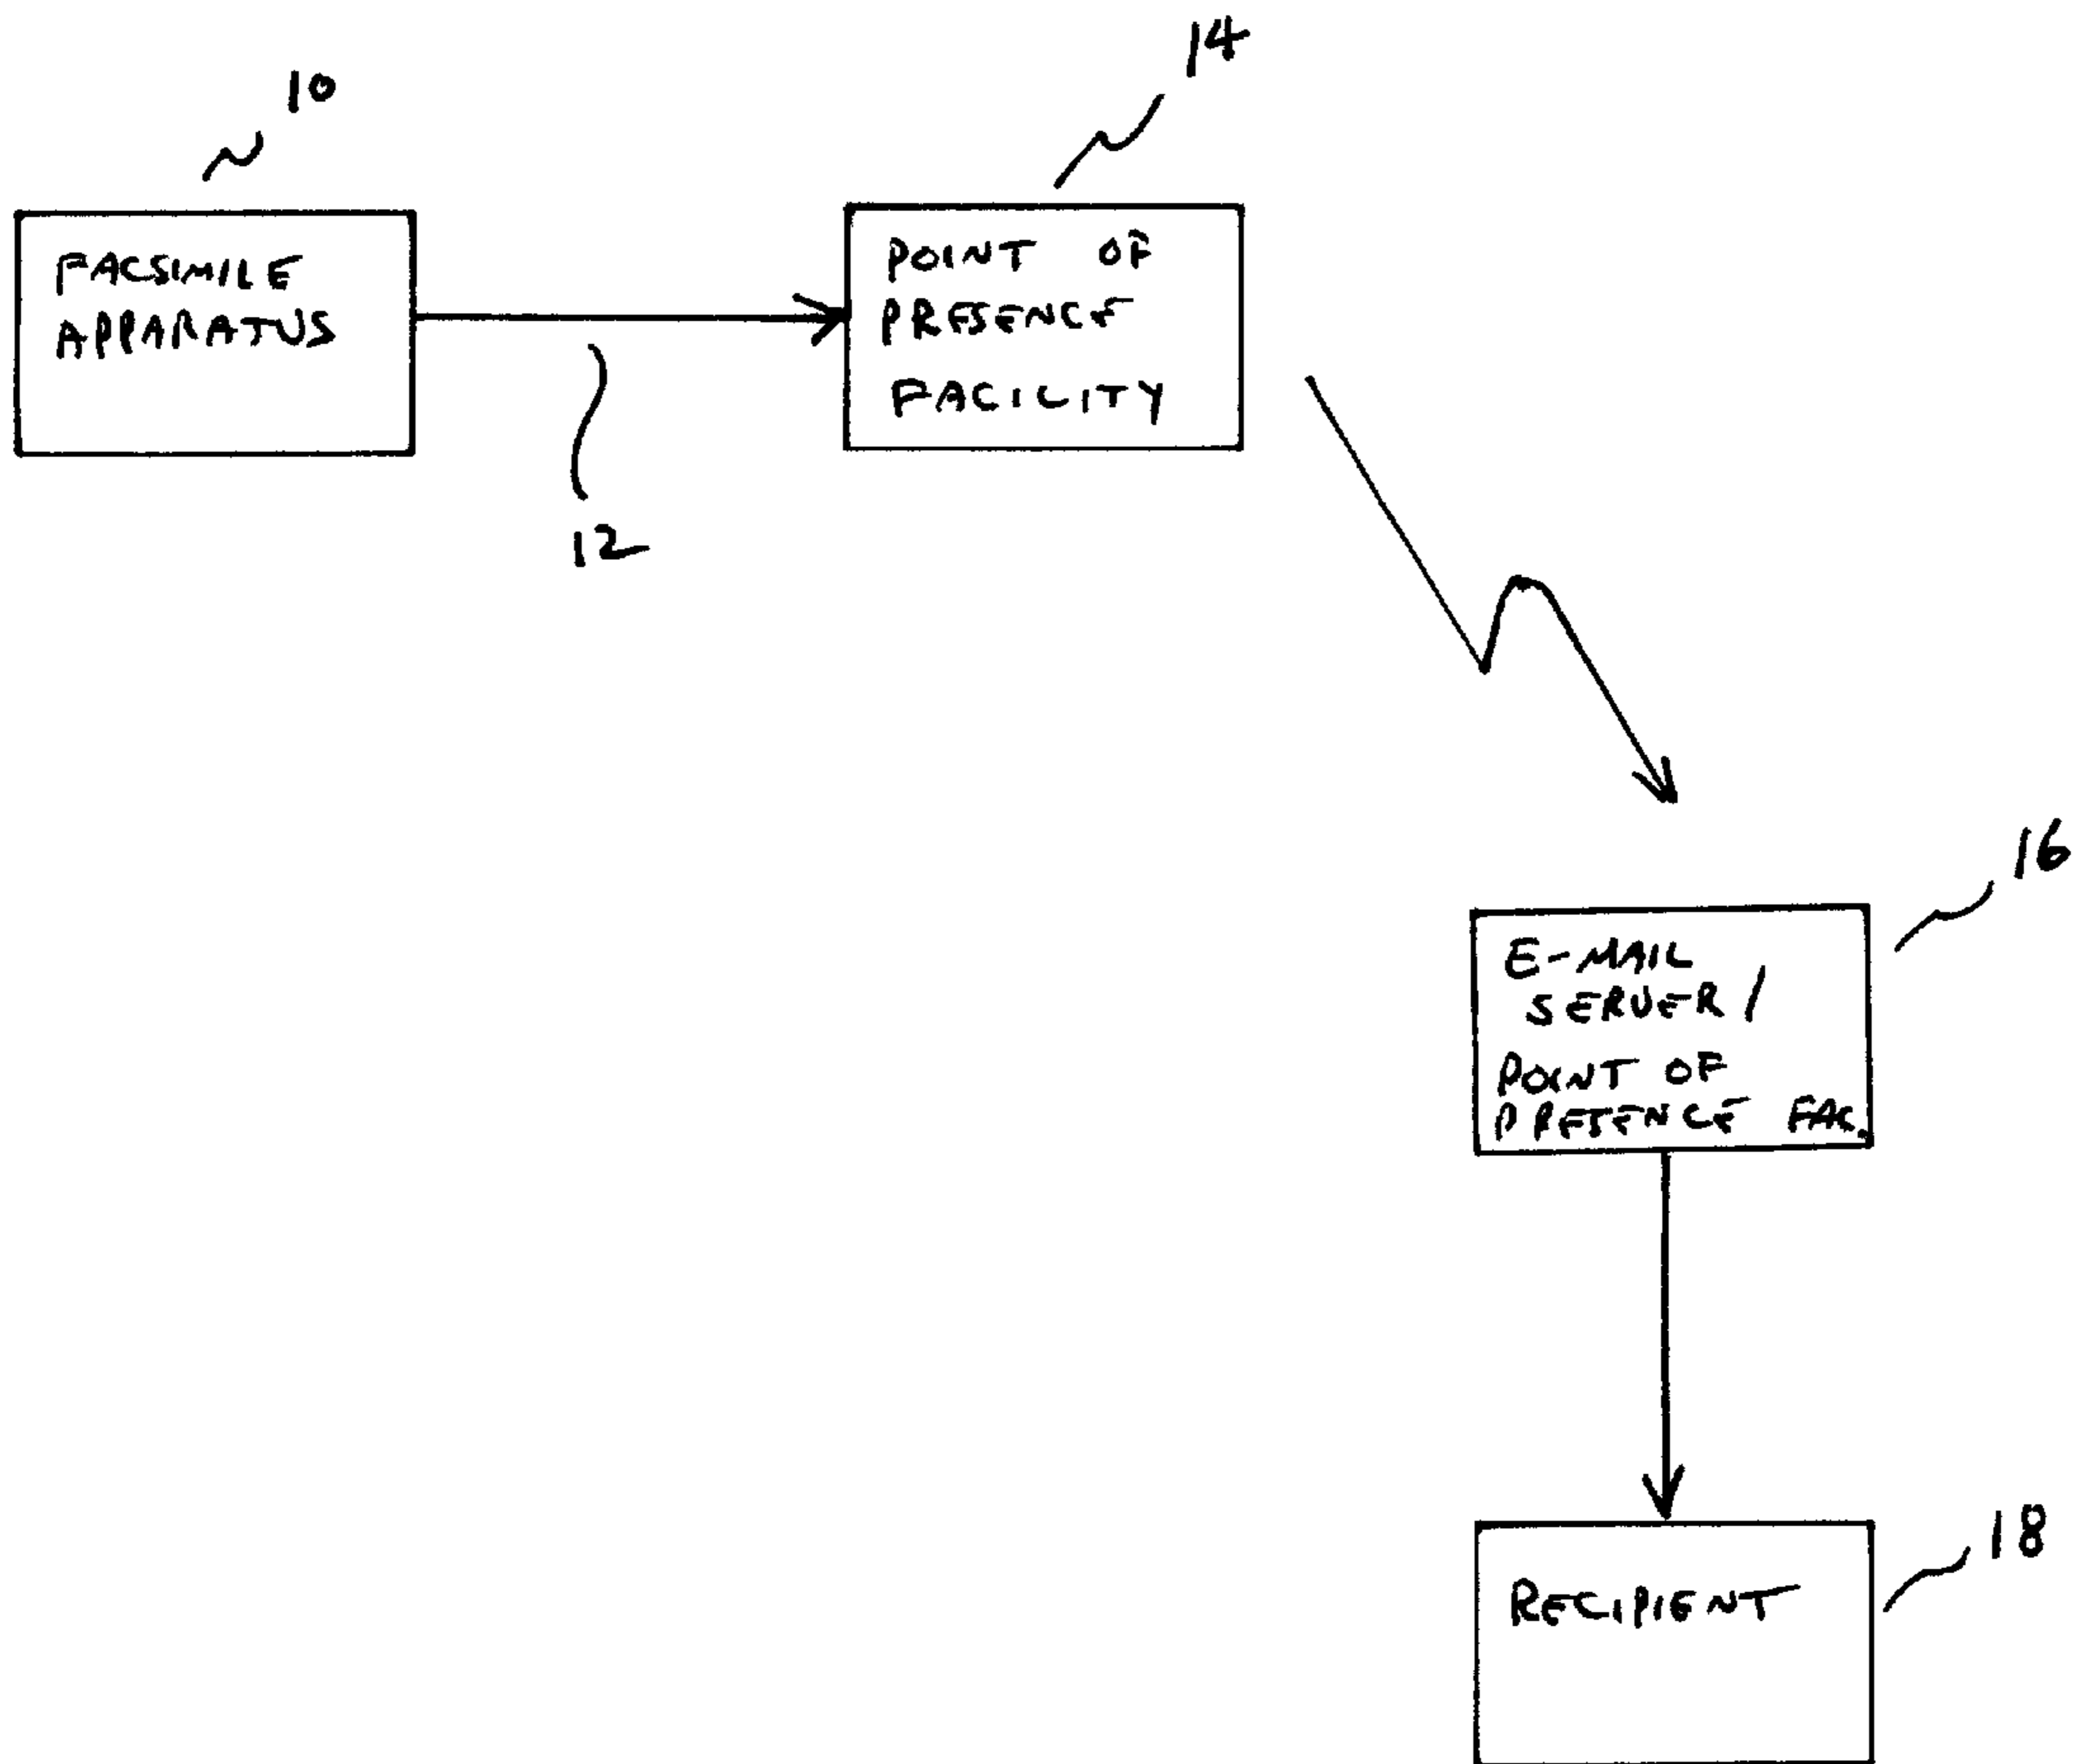 10
14
FACSIMILE
APPARATUS
POINT OF
PRESENCE
FACILITY
12
16
E-MAIL
SERVER /
POINT OF
PRESENCE FAC.
18
RECIPIENT